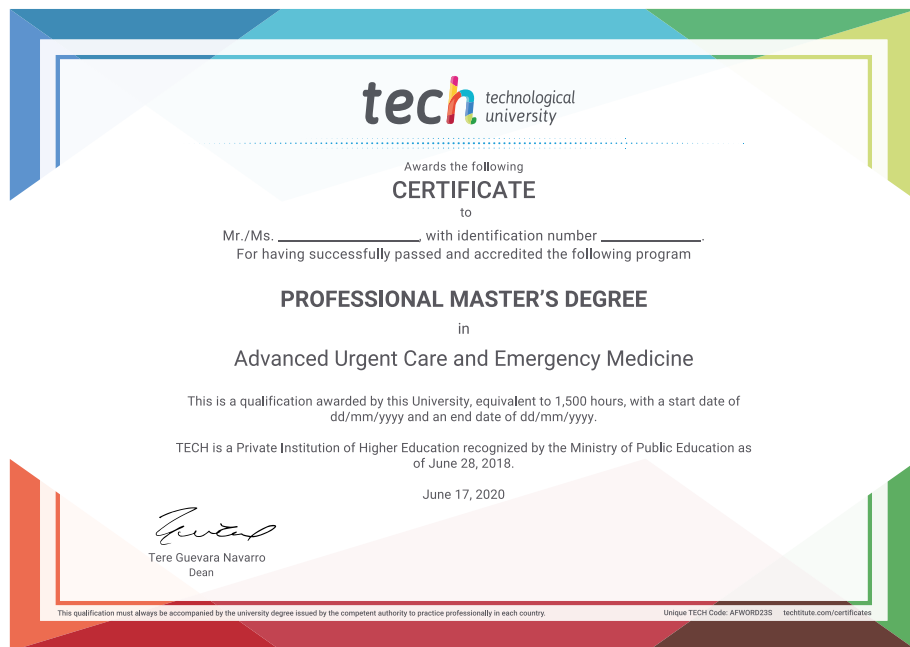 tech technological
university
Awards the following
CERTIFICATE
to
Mr./Ms. ____________, with identification number ____________.
For having successfully passed and accredited the following program
PROFESSIONAL MASTER’S DEGREE
in
Advanced Urgent Care and Emergency Medicine
This is a qualification awarded by this University, equivalent to 1,500 hours, with a start date of
dd/mm/yyyy and an end date of dd/mm/yyyy.
TECH is a Private Institution of Higher Education recognized by the Ministry of Public Education as
of June 28, 2018.
June 17, 2020
Tere Guevara Navarro
Dean
This qualification must always be accompanied by the university degree issued by the competent authority to practice professionally in each country. Unique TECH Code: AFWORD23S techtitute.com/certificates